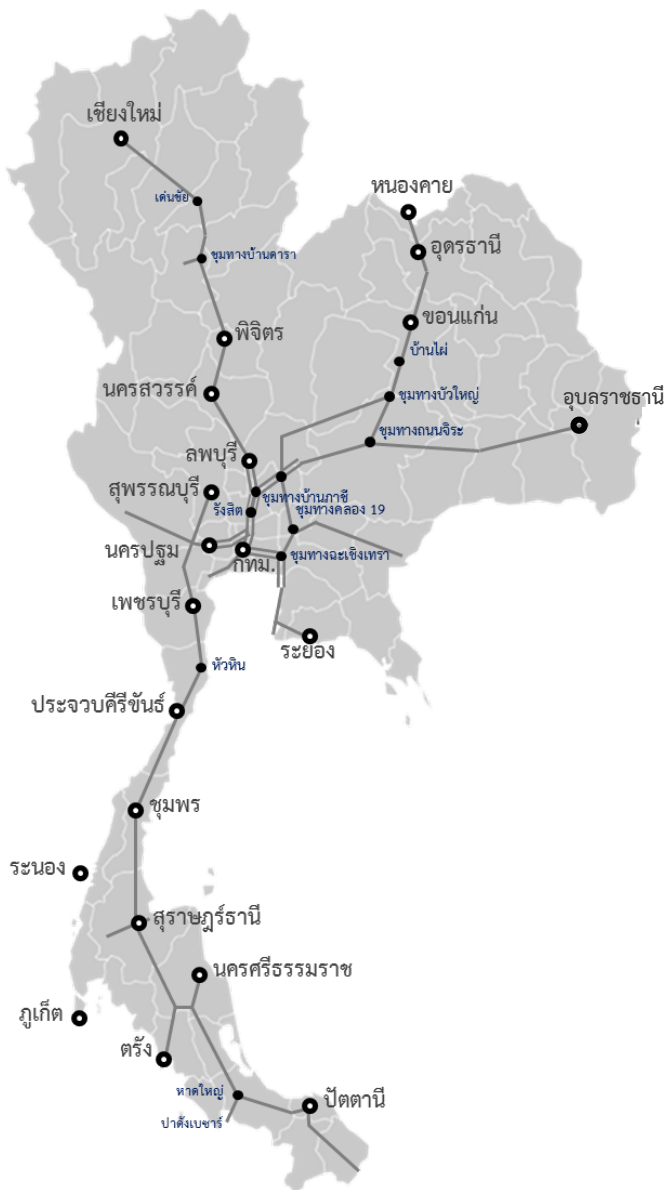 เชียงใหม่
หนองคาย
เด่นชัย
อุดรธานี
ชุมทางบ้านดารา
ขอนแก่น
พิจิตร
บ้านไผ่
นครสวรรค์
ชุมทางบัวใหญ่
อุบลราชธานี
ชุมทางถนนจิระ
ลพบุรี
สุพรรณบุรี
ชุมทางบ้านภาชี
รังสิต
ชุมทางคลอง 19
นครปฐม
กทม.
ชุมทางฉะเชิงเทรา
เพชรบุรี
ระยอง
หัวหิน
ประจวบคีรีขันธ์
ชุมพร
ระนอง
สุราษฎร์ธานี
นครศรีธรรมราช
ภูเก็ต
ตรัง
หาดใหญ่
ปัตตานี
ปาดังเบซาร์